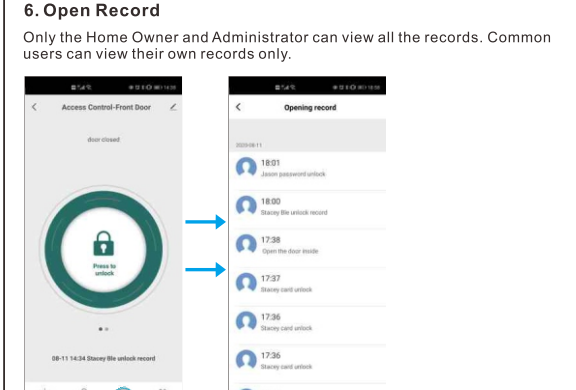 6. Open Record
Only the Home Owner and Administrator can view all the records. Common
users can view their own records only.
Access Control-Front Door
door closed
Press to
unlock
08-11 14:34 Stacey Ble unlock record
Opening record
2020-08-11
18:01
Jason password unlock
18:00
Stacey Ble unlock record
17:38
Open the door inside
17:37
Stacey card unlock
17:36
Stacey card unlock
17:36
Stacey card unlock